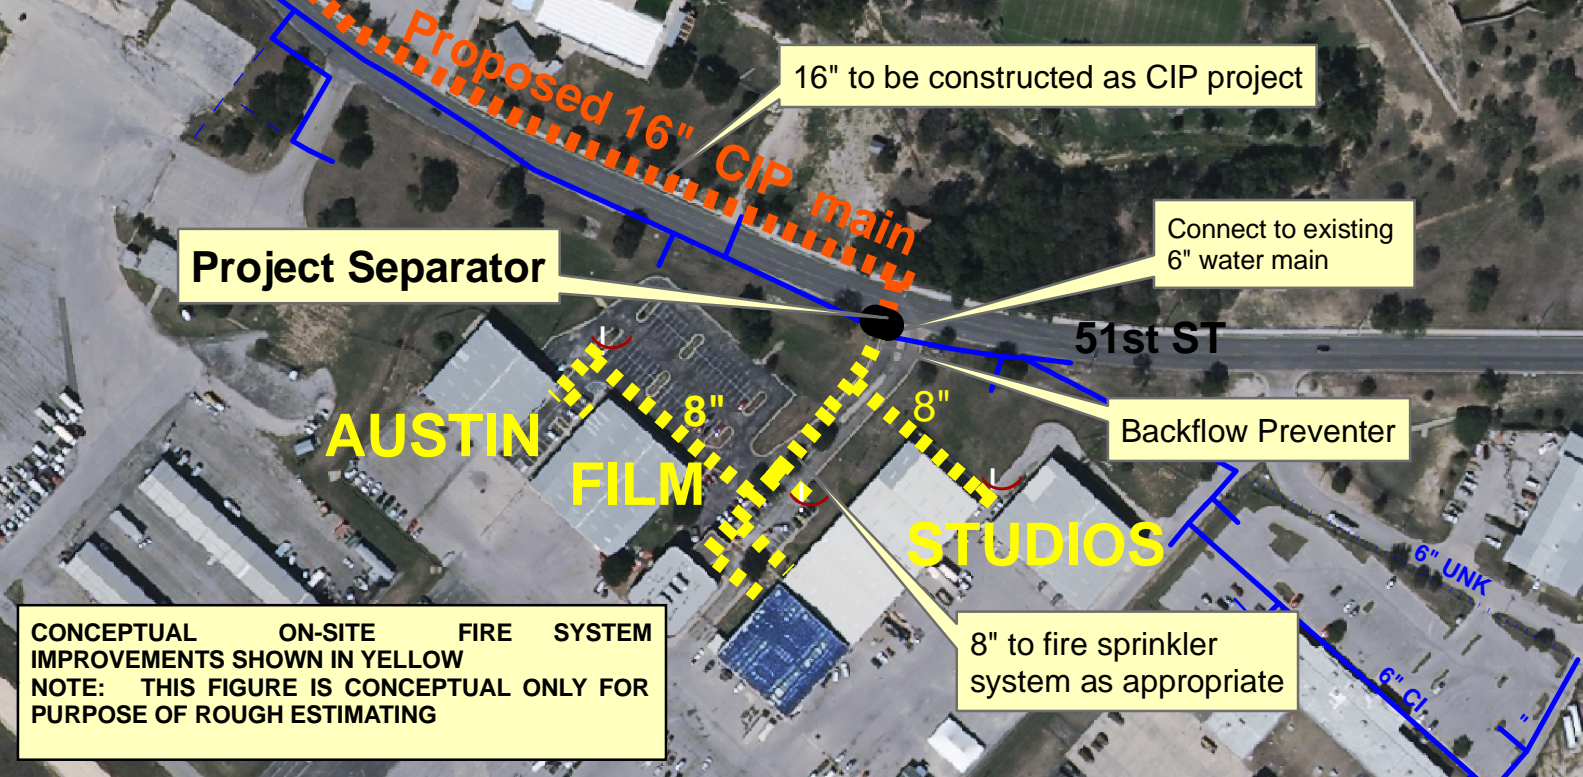 Proposed 16" CIP main
16" to be constructed as CIP project
Connect to existing
6" water main
Project Separator
51st ST
8"
8"
Backflow Preventer
AUSTIN
FILM
STUDIOS
6" UNK
6" CI
"
8" to fire sprinkler
system as appropriate
CONCEPTUAL ON-SITE FIRE SYSTEM
IMPROVEMENTS SHOWN IN YELLOW
NOTE: THIS FIGURE IS CONCEPTUAL ONLY FOR
PURPOSE OF ROUGH ESTIMATING